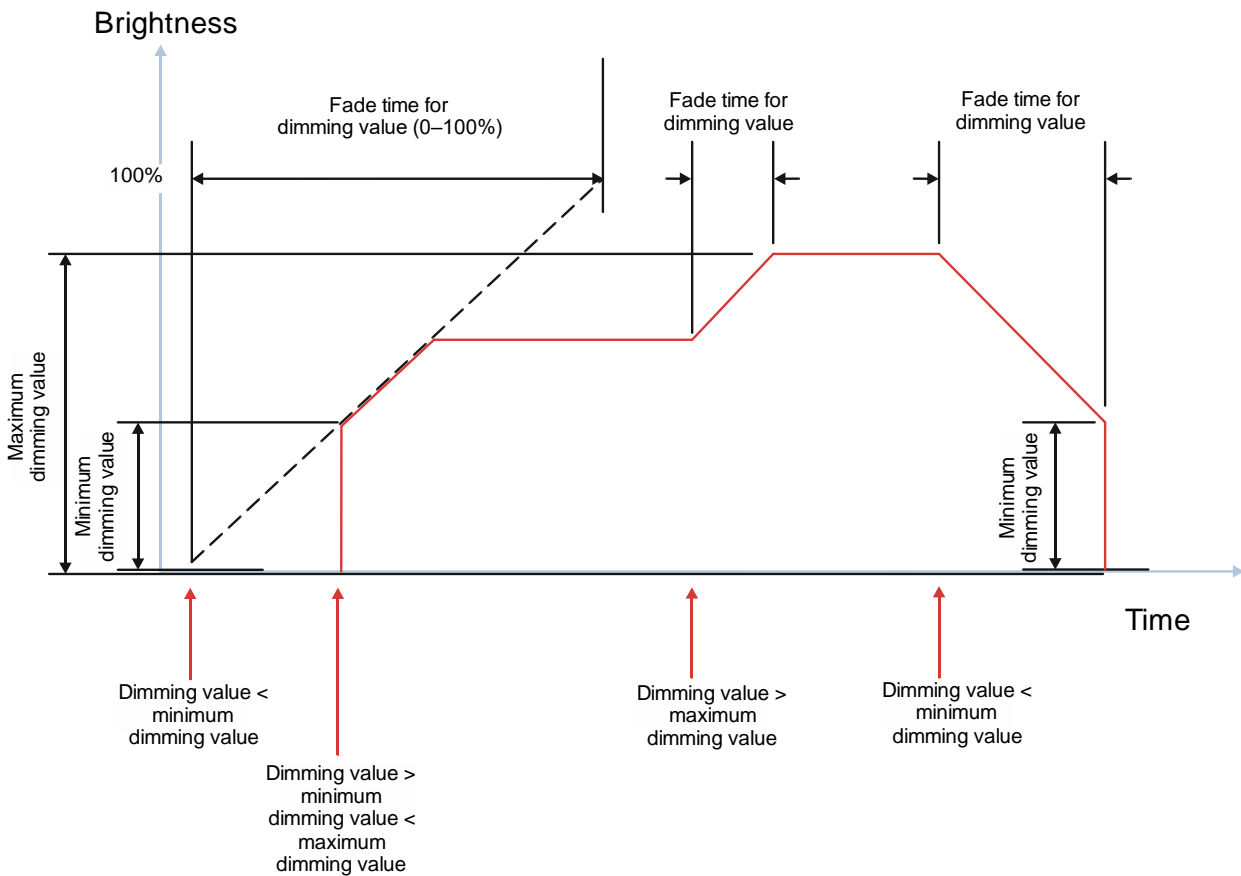 Brightness
Fade time for
dimming value (0–100%)
Fade time for
dimming value
Fade time for
dimming value
100%
Maximum
dimming value
Minimum
dimming value
Minimum
dimming value
Time
Dimming value <
minimum
dimming value
Dimming value >
minimum
dimming value <
maximum
dimming value
Dimming value >
maximum
dimming value
Dimming value <
minimum
dimming value